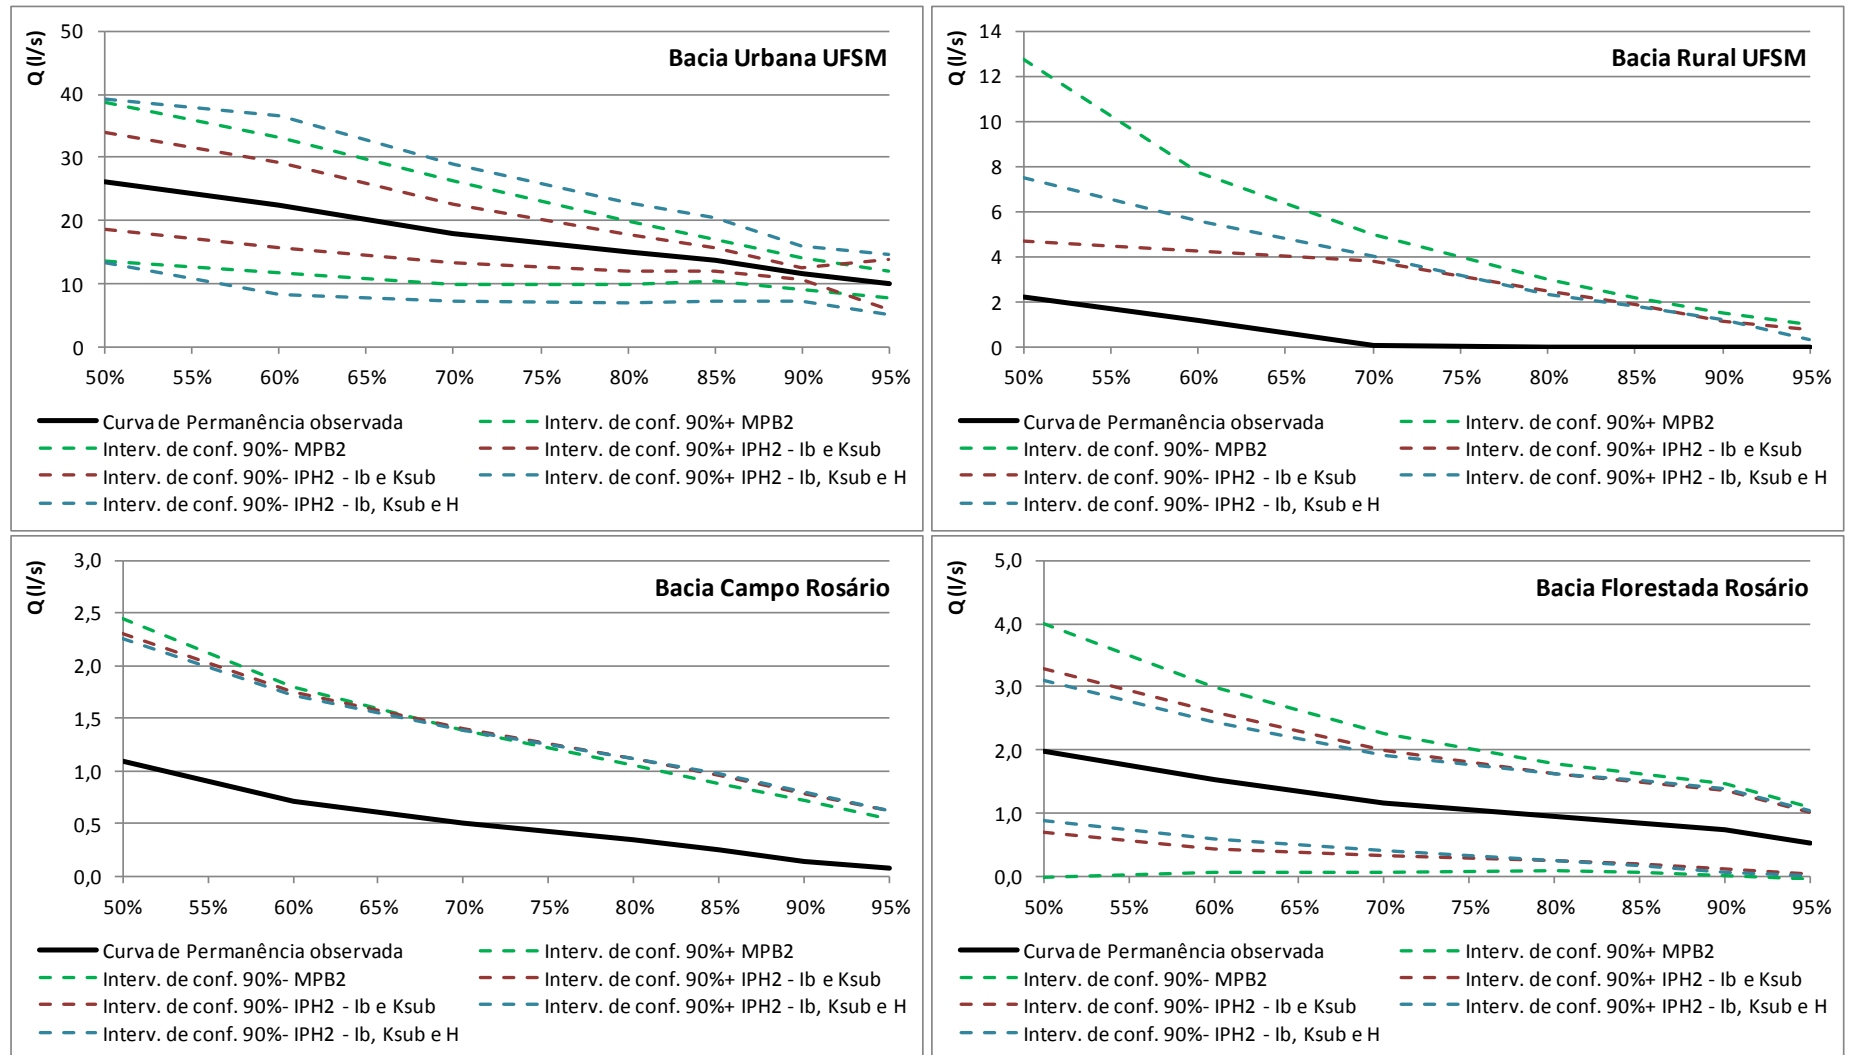 Bacia Urbana UFSM
Q (l/s)
50
40
30
20
10
0
50% 55% 60% 65% 70% 75% 80% 85% 90% 95%
Curva de Permanência observada
Interv. de conf. 90%+ MPB2
Interv. de conf. 90%- MPB2
Interv. de conf. 90%+ IPH2 - Ib e Ksub
Interv. de conf. 90%- IPH2 - Ib e Ksub
Interv. de conf. 90%+ IPH2 - Ib, Ksub e H
Interv. de conf. 90%- IPH2 - Ib, Ksub e H
Bacia Rural UFSM
Q (l/s)
14
12
10
8
6
4
2
0
50% 55% 60% 65% 70% 75% 80% 85% 90% 95%
Curva de Permanência observada
Interv. de conf. 90%+ MPB2
Interv. de conf. 90%- MPB2
Interv. de conf. 90%+ IPH2 - Ib e Ksub
Interv. de conf. 90%- IPH2 - Ib e Ksub
Interv. de conf. 90%+ IPH2 - Ib, Ksub e H
Interv. de conf. 90%- IPH2 - Ib, Ksub e H
Bacia Campo Rosário
Q (l/s)
3,0
2,5
2,0
1,5
1,0
0,5
0,0
50% 55% 60% 65% 70% 75% 80% 85% 90% 95%
Curva de Permanência observada
Interv. de conf. 90%+ MPB2
Interv. de conf. 90%- MPB2
Interv. de conf. 90%+ IPH2 - Ib e Ksub
Interv. de conf. 90%- IPH2 - Ib e Ksub
Interv. de conf. 90%+ IPH2 - Ib, Ksub e H
Interv. de conf. 90%- IPH2 - Ib, Ksub e H
Bacia Florestada Rosário
Q (l/s)
5,0
4,0
3,0
2,0
1,0
0,0
50% 55% 60% 65% 70% 75% 80% 85% 90% 95%
Curva de Permanência observada
Interv. de conf. 90%+ MPB2
Interv. de conf. 90%- MPB2
Interv. de conf. 90%+ IPH2 - Ib e Ksub
Interv. de conf. 90%- IPH2 - Ib e Ksub
Interv. de conf. 90%+ IPH2 - Ib, Ksub e H
Interv. de conf. 90%- IPH2 - Ib, Ksub e H